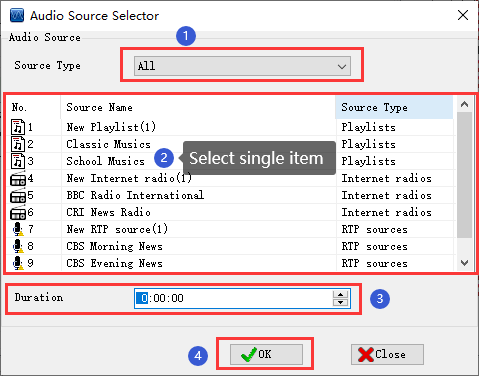 Audio Source Selector
Audio Source
1
Source Type All
No. Source Name Source Type
1 New Playlist(1) Playlists
2 Classic Musics Playlists
3 School Musics Playlists
2 Select single item
4 New Internet radio(1) Internet radios
5 BBC Radio International Internet radios
6 CRI News Radio Internet radios
7 New RTP source(1) RTP sources
8 CBS Morning News RTP sources
9 CBS Evening News RTP sources
Duration 0:00:00 3
4 OK Close